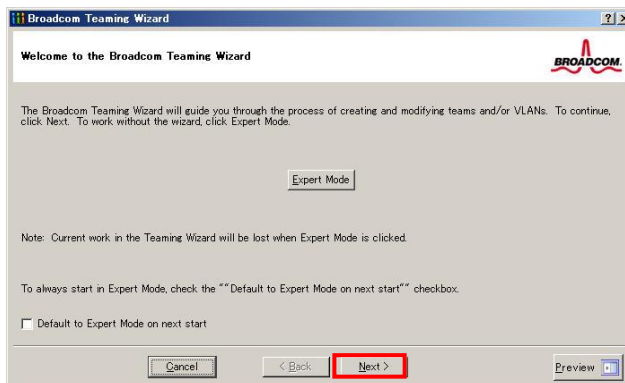 Broadcom Teaming Wizard
Welcome to the Broadcom Teaming Wizard
BROADCOM.
The Broadcom Teaming Wizard will guide you through the process of creating and modifying teams and/or VLANs. To continue,
click Next. To work without the wizard, click Expert Mode.
Expert Mode
Note: Current work in the Teaming Wizard will be lost when Expert Mode is clicked.
To always start in Expert Mode, check the ""Default to Expert Mode on next start"" checkbox.
Default to Expert Mode on next start
Cancel
< Back
Next >
Preview